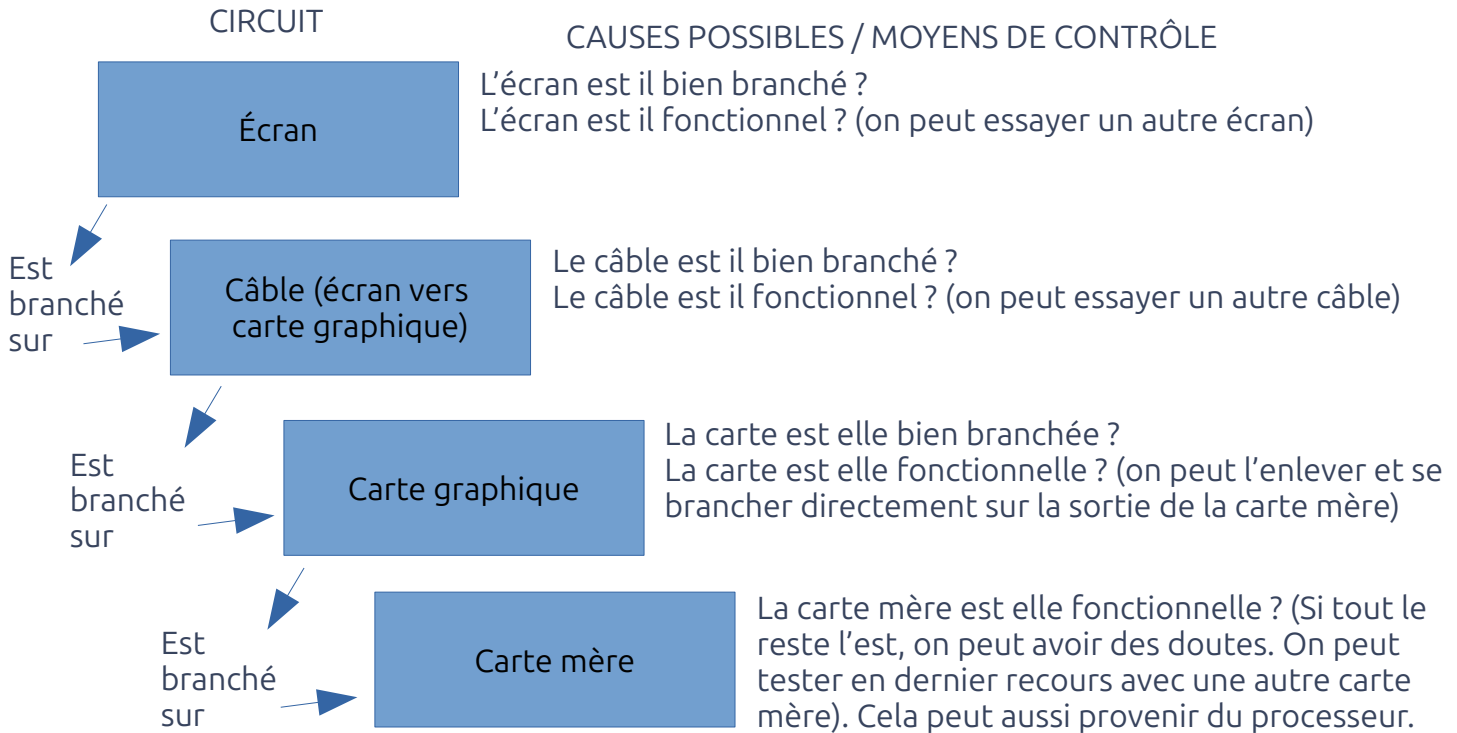 CIRCUIT
CAUSES POSSIBLES / MOYENS DE CONTRÔLE
Écran
L’écran est il bien branché ?
L’écran est il fonctionnel ? (on peut essayer un autre écran)
Est
branché
sur
Câble (écran vers
carte graphique)
Le câble est il bien branché ?
Le câble est il fonctionnel ? (on peut essayer un autre câble)
Est
branché
sur
Carte graphique
La carte est elle bien branchée ?
La carte est elle fonctionnelle ? (on peut l’enlever et se
brancher directement sur la sortie de la carte mère)
Est
branché
sur
Carte mère
La carte mère est elle fonctionnelle ? (Si tout le
reste l’est, on peut avoir des doutes. On peut
tester en dernier recours avec une autre carte
mère). Cela peut aussi provenir du processeur.